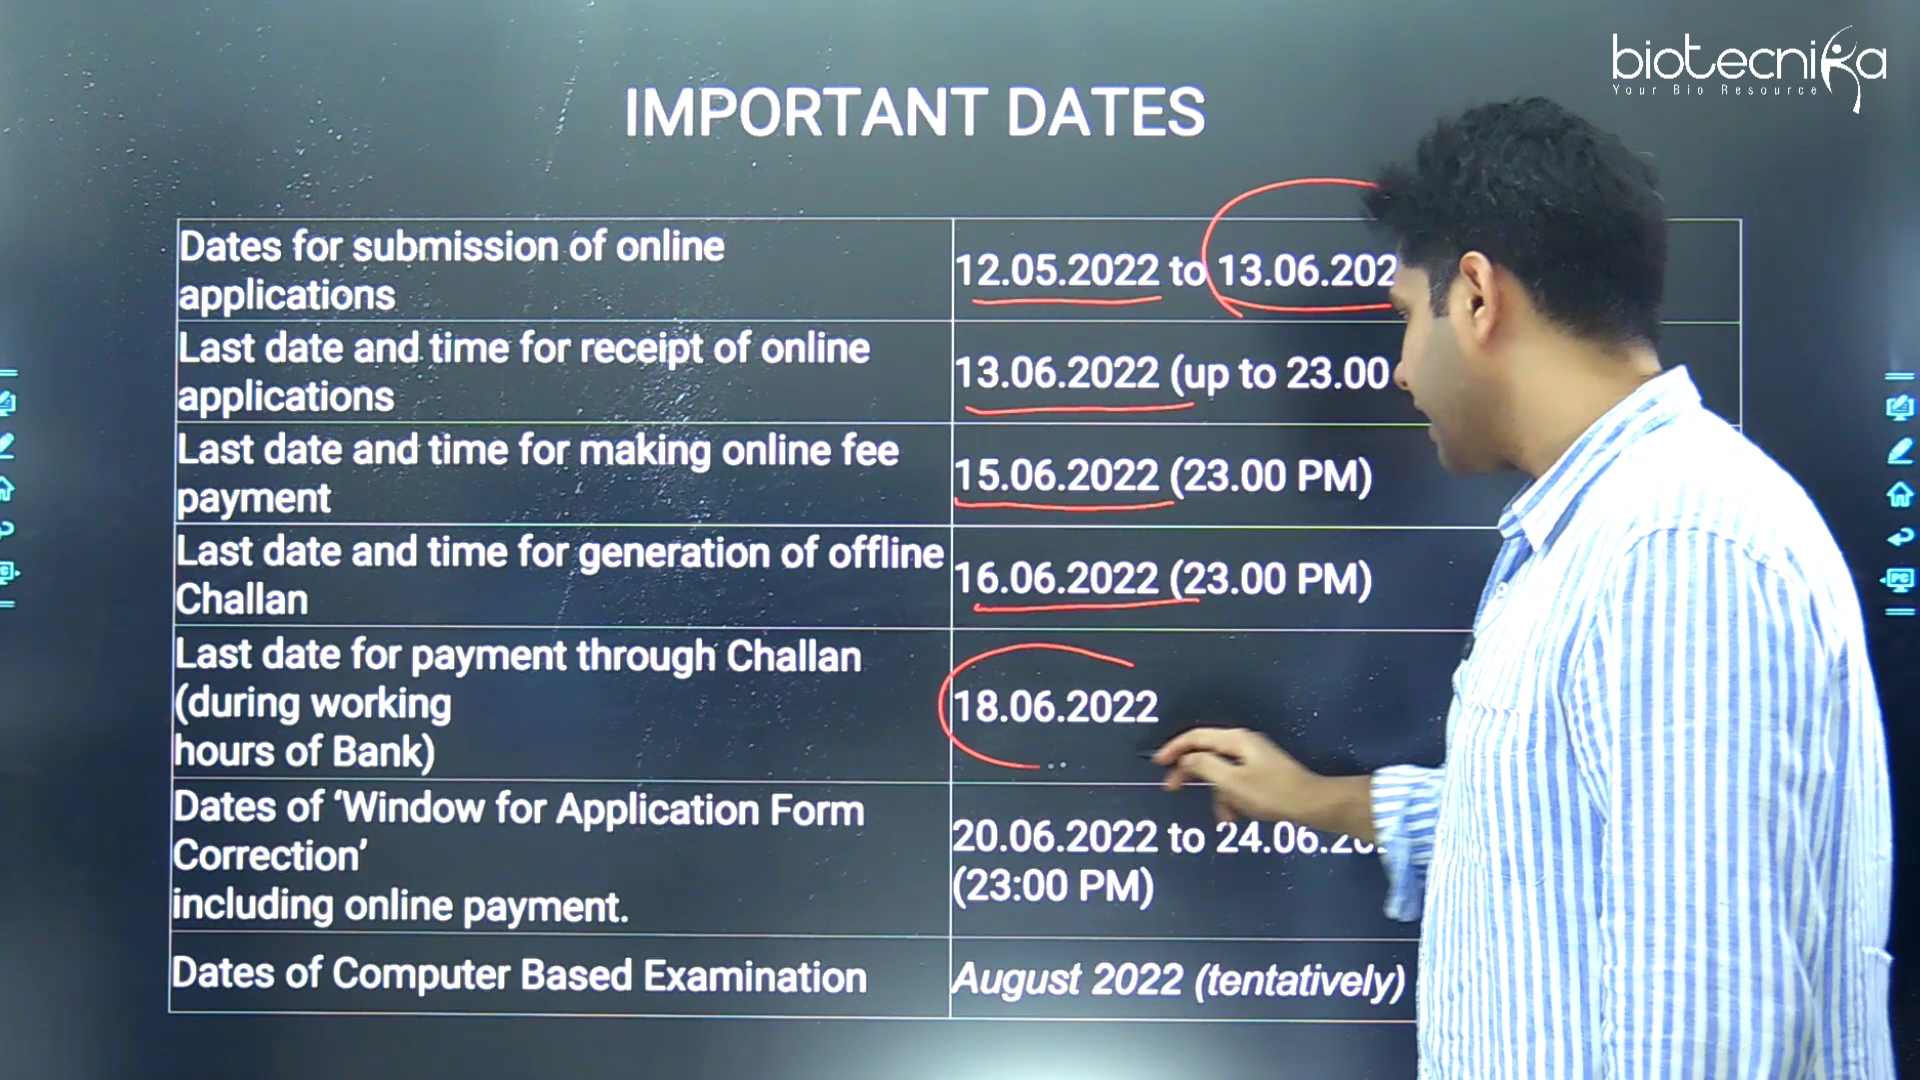 biotecnika
Your Bio Resource
IMPORTANT DATES
Dates for submission of online
applications
12.05.2022 to 13.06.202
Last date and time for receipt of online
applications
13.06.2022 (up to 23.00
Last date and time for making online fee
payment
15.06.2022 (23.00 PM)
Last date and time for generation of offline
Challan
16.06.2022 (23.00 PM)
Last date for payment through Challan
(during working
hours of Bank)
18.06.2022
Dates of ‘Window for Application Form
Correction’
including online payment.
20.06.2022 to 24.06.2
(23:00 PM)
Dates of Computer Based Examination
August 2022 (tentatively)
PC